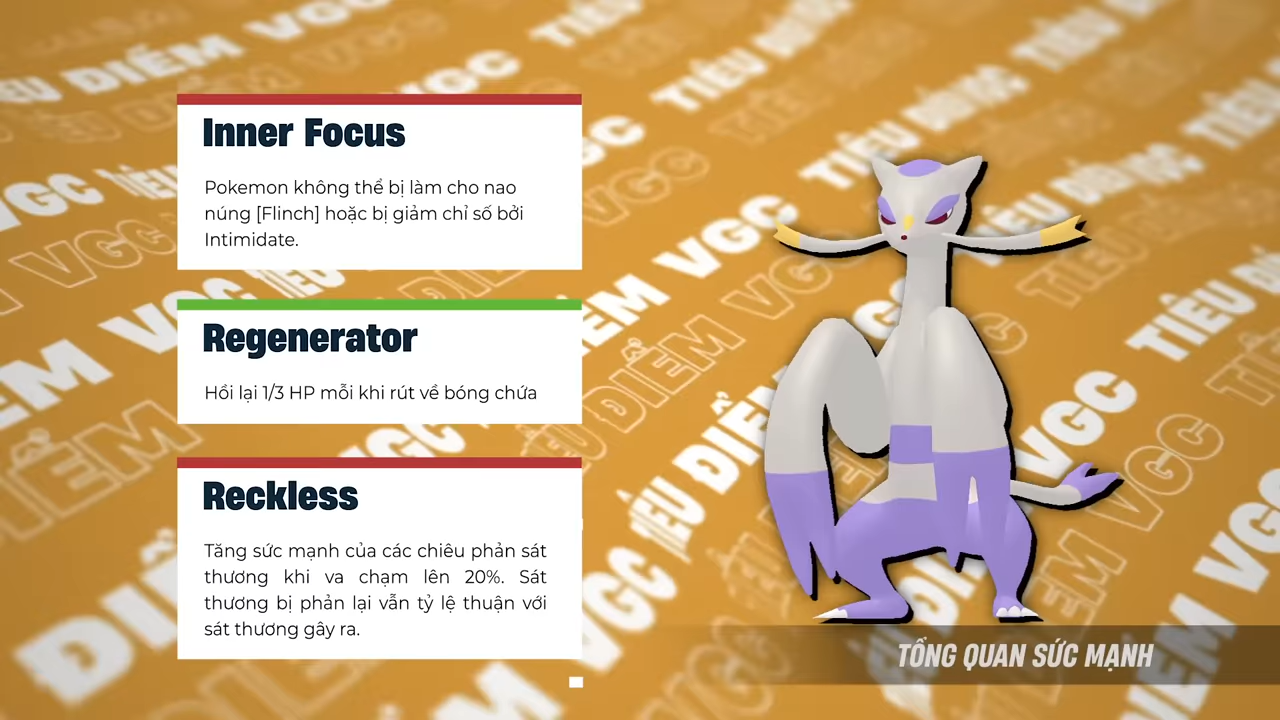 Inner Focus
Pokemon không thể bị làm cho nao
núng [Flinch] hoặc bị giảm chỉ số bởi
Intimidate.
Regenerator
Hồi lại 1/3 HP mỗi khi rút về bóng chứa
Reckless
Tăng sức mạnh của các chiêu phản sát
thương khi va chạm lên 20%. Sát
thương bị phản lại vẫn tỷ lệ thuận với
sát thương gây ra.
TỔNG QUAN SỨC MẠNH
TIÊU ĐIỂM VGC